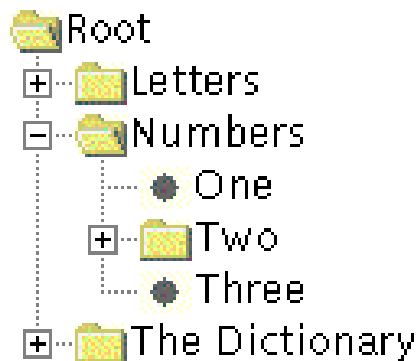 Root
Letters
Numbers
One
Two
Three
The Dictionary